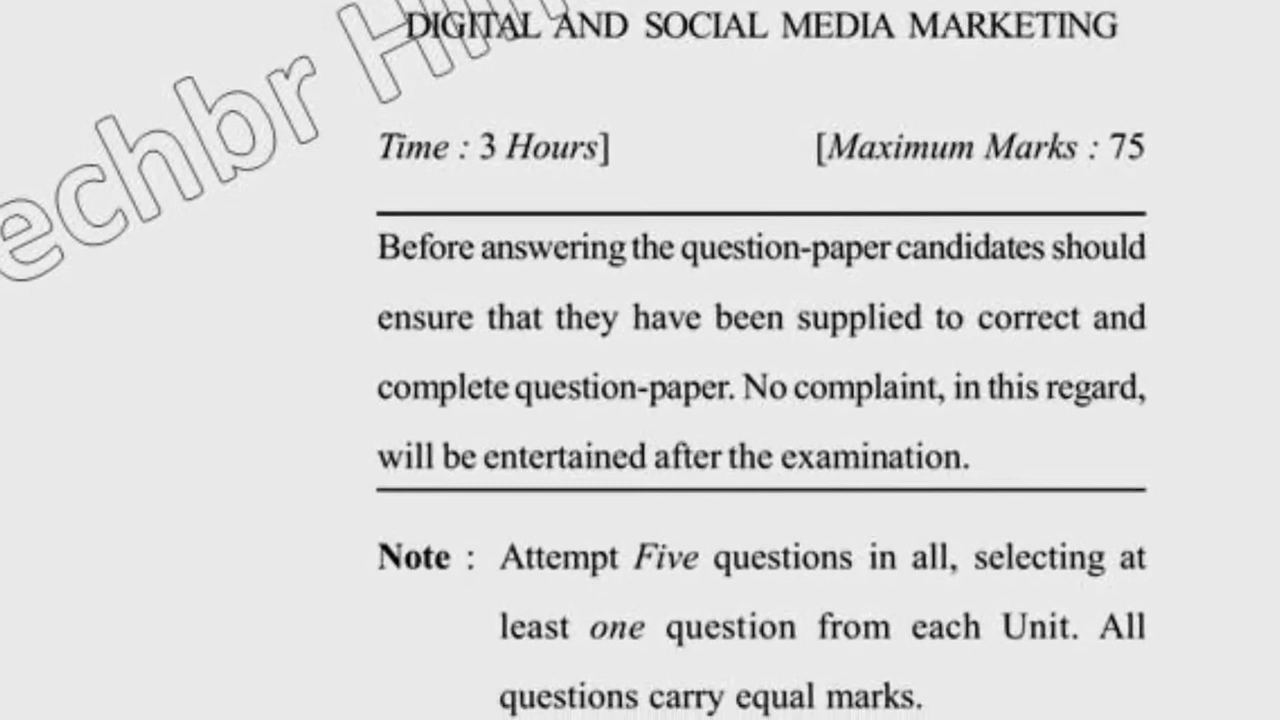 DIGITAL AND SOCIAL MEDIA MARKETING
Time : 3 Hours] [Maximum Marks : 75
Before answering the question-paper candidates should
ensure that they have been supplied to correct and
complete question-paper. No complaint, in this regard,
will be entertained after the examination.
Note : Attempt Five questions in all, selecting at
least one question from each Unit. All
questions carry equal marks.
echbr